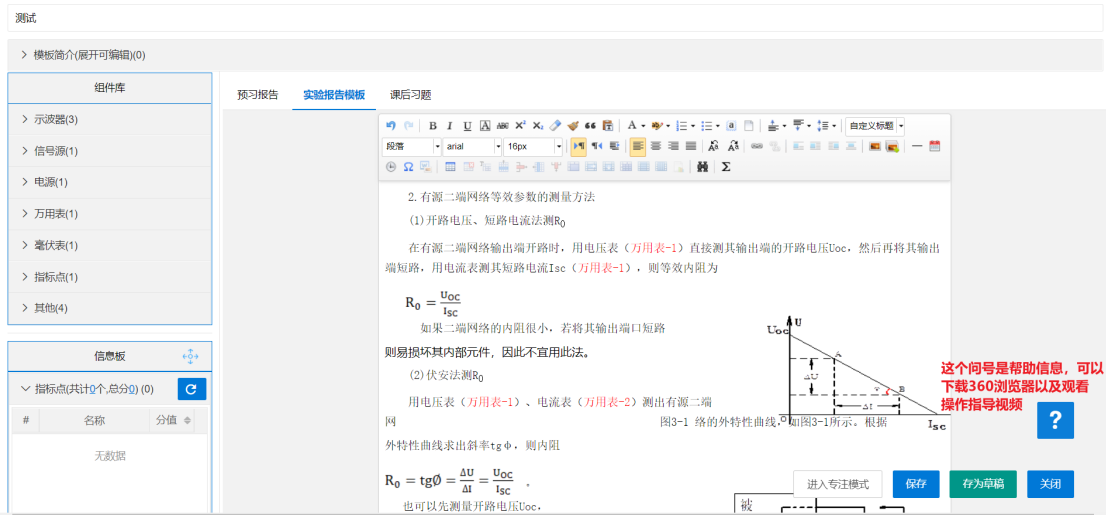 测试
模板简介(展开可编辑)(0)
组件库
示波器(3)
信号源(1)
电源(1)
万用表(1)
毫伏表(1)
指标点(1)
其他(4)
信息板
指标点(共计0个,总分0) (0)
# 名称 分值
无数据
预习报告 实验报告模板 课后习题
B I U A ABC X² X₂ A a 自定义标题
段落 arial 16px
Ω Σ
2.有源二端网络等效参数的测量方法
(1)开路电压、短路电流法测R₀
在有源二端网络输出端开路时，用电压表（万用表-1）直接测其输出端的开路电压Uoc，然后再将其输出
端短路，用电流表测其短路电流Isc（万用表-1），则等效内阻为
R₀ = U_OC / I_SC
如果二端网络的内阻很小，若将其输出端口短路
则易损坏其内部元件，因此不宜用此法。
(2)伏安法测R₀
用电压表（万用表-1）、电流表（万用表-2）测出有源二端
网 图3-1 络的外特性曲线，如图3-1所示。根据
外特性曲线求出斜率tgφ，则内阻
R₀ = tgØ = ΔU / ΔI = U_OC / I_SC 。
也可以先测量开路电压Uoc，
U
Uoc
A
ΔU
φ
B
ΔI
O
Isc
被
这个问号是帮助信息，可以
下载360浏览器以及观看
操作指导视频
?
进入专注模式 保存 存为草稿 关闭